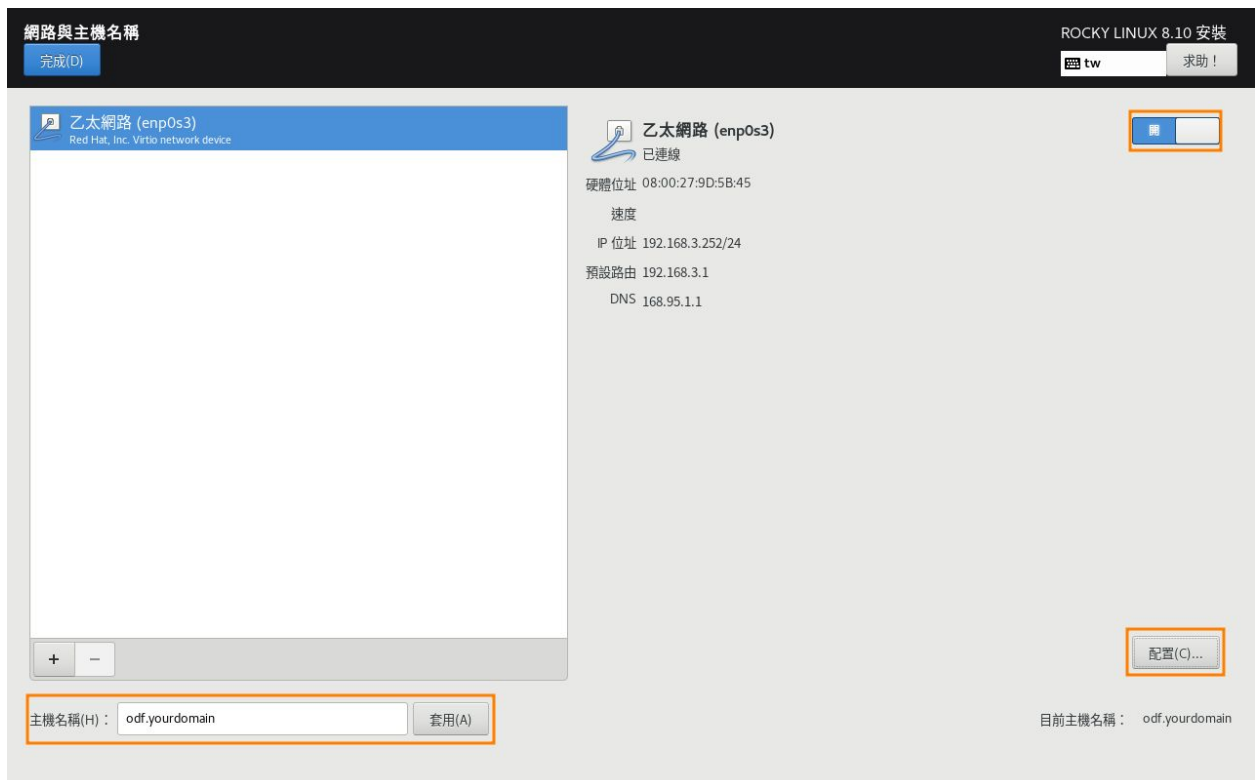 網路與主機名稱
完成(D)
ROCKY LINUX 8.10 安裝
tw
求助！
乙太網路 (enp0s3)
Red Hat, Inc. Virtio network device
乙太網路 (enp0s3)
已連線
開
硬體位址 08:00:27:9D:5B:45
速度
IP 位址 192.168.3.252/24
預設路由 192.168.3.1
DNS 168.95.1.1
+ −
配置(C)...
主機名稱(H)： odf.yourdomain 套用(A)
目前主機名稱： odf.yourdomain